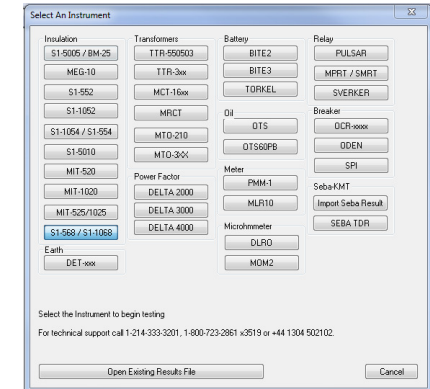 Select An Instrument
Insulation
S1-5005 / BM-25
MEG-10
S1-552
S1-1052
S1-1054 / S1-554
S1-5010
MIT-520
MIT-1020
MIT-525/1025
S1-568 / S1-1068
Earth
DET-xxx
Transformers
TTR-550503
TTR-3xx
MCT-16xx
MRCT
MTO-210
MTO-3XX
Power Factor
DELTA 2000
DELTA 3000
DELTA 4000
Battery
BITE2
BITE3
TORKEL
Oil
OTS
OTS60PB
Meter
PMM-1
MLR10
Microhmmeter
DLRO
MOM2
Relay
PULSAR
MPRT / SMRT
SVERKER
Breaker
OCR-xxxx
ODEN
SPI
Seba-KMT
Import Seba Result
SEBA TDR
Select the Instrument to begin testing
For technical support call 1-214-333-3201, 1-800-723-2861 x3519 or +44 1304 502102.
Open Existing Results File
Cancel